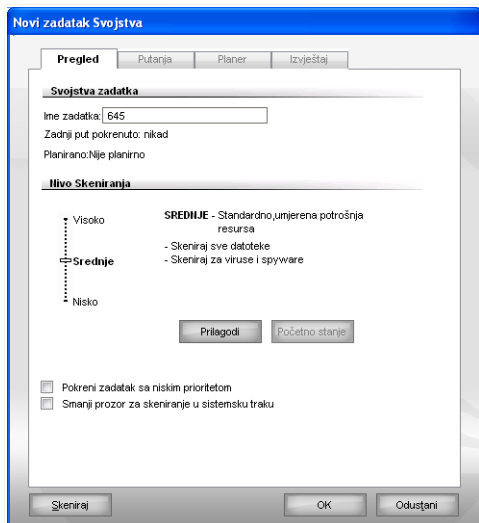 Novi zadatak Svojstva
Pregled
Putanja
Planer
Izvještaj
Svojstva zadatka
Ime zadatka: 645
Zadnji put pokrenuto: nikad
Planirano:Nije planirno
Nivo Skeniranja
Visoko
Srednje
Nisko
SREDNJE - Standardno,umjerena potrošnja
resursa
- Skeniraj sve datoteke
- Skeniraj za viruse i spyware
Prilagodi
Početno stanje
Pokreni zadatak sa niskim prioritetom
Smanji prozor za skeniranje u sistemsku traku
Skeniraj
OK
Odustani